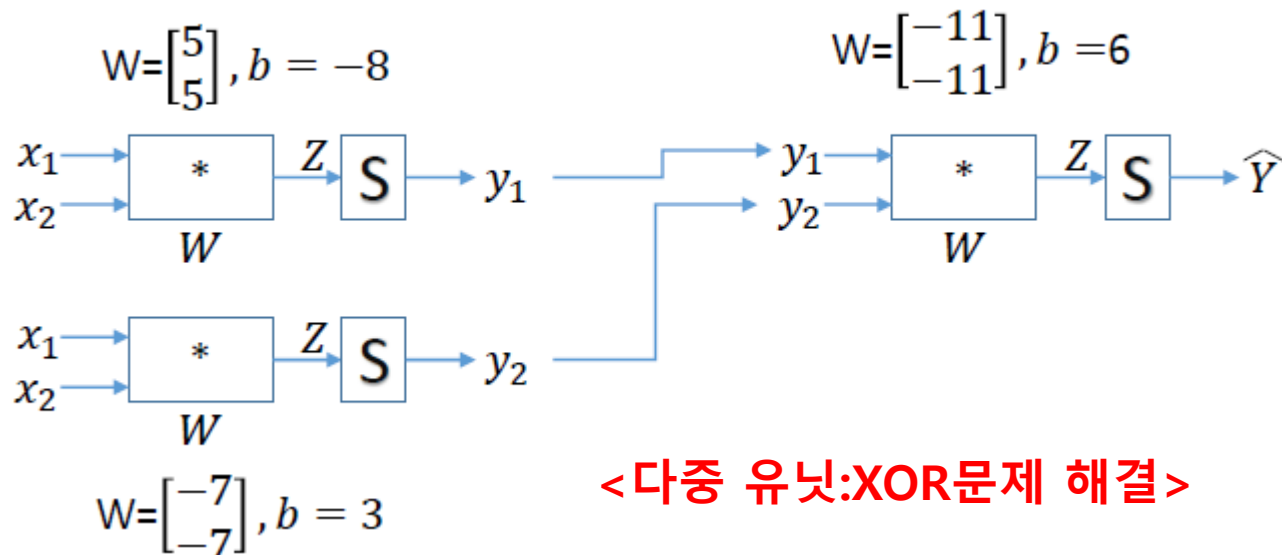 W=[5 5], b = −8
W=[−11 −11], b =6
x₁ * Z S y₁
x₂
W
y₁ * Z S Ŷ
y₂
W
x₁ * Z S y₂
x₂
W
W=[−7 −7], b = 3
<다중 유닛:XOR문제 해결>